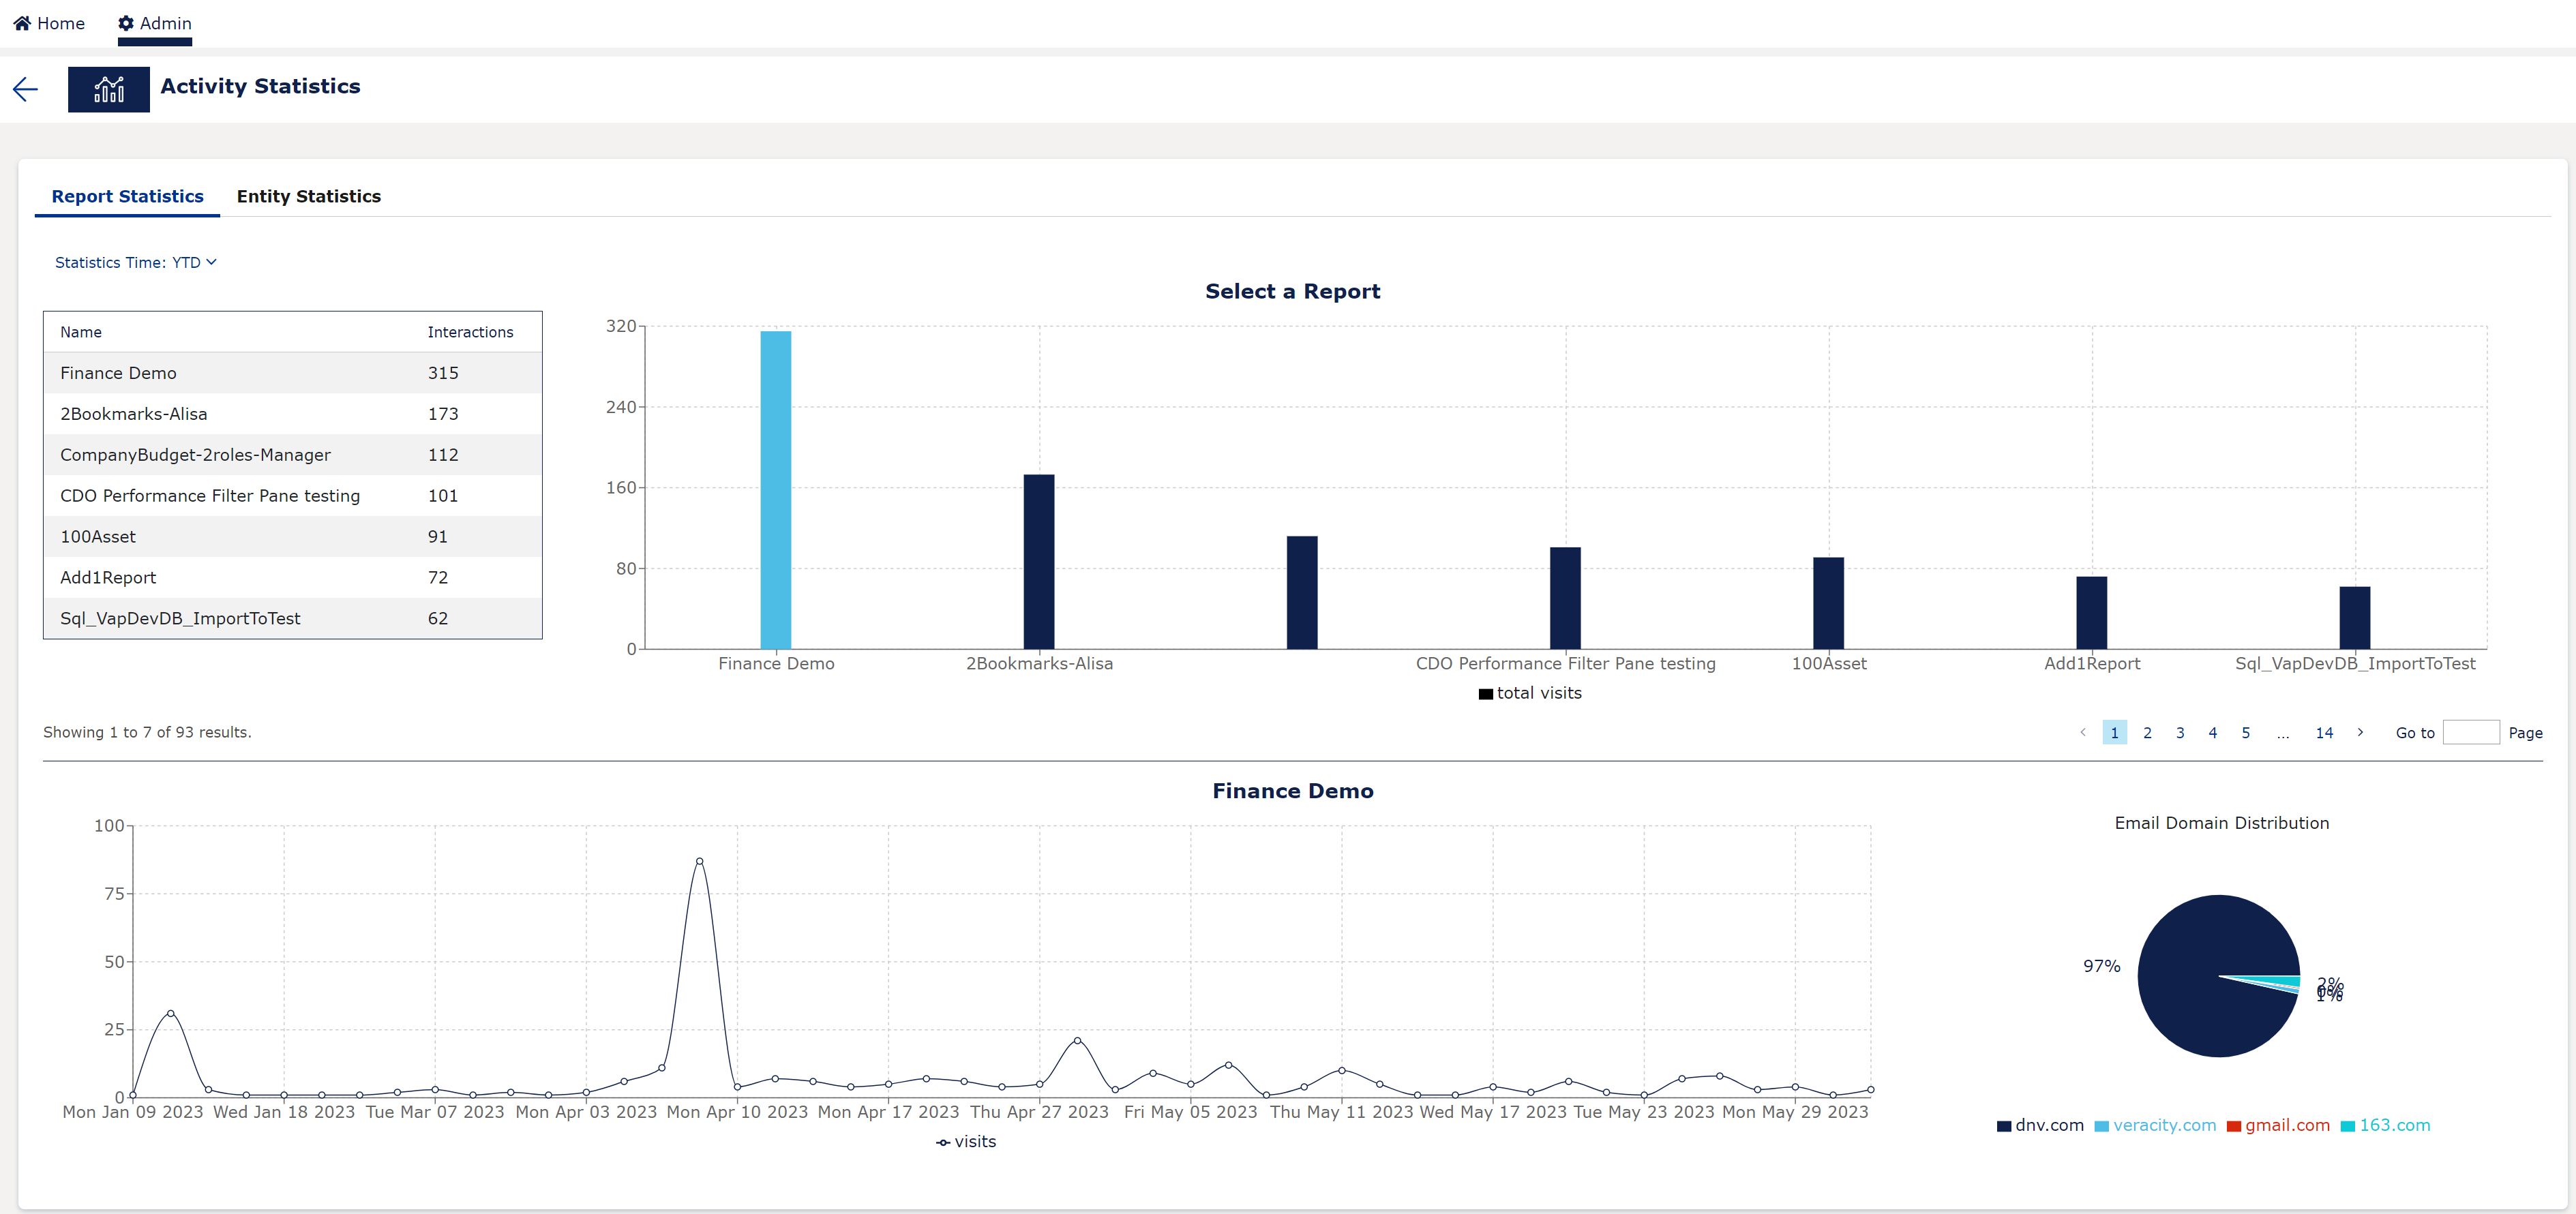 Home Admin
Activity Statistics
Report Statistics Entity Statistics
Statistics Time: YTD
Select a Report
Name Interactions
Finance Demo 315
2Bookmarks-Alisa 173
CompanyBudget-2roles-Manager 112
CDO Performance Filter Pane testing 101
100Asset 91
Add1Report 72
Sql_VapDevDB_ImportToTest 62
320
240
160
80
0
Finance Demo 2Bookmarks-Alisa CDO Performance Filter Pane testing 100Asset Add1Report Sql_VapDevDB_ImportToTest
total visits
Showing 1 to 7 of 93 results.
1 2 3 4 5 ... 14 Go to Page
Finance Demo
100
75
50
25
0
Mon Jan 09 2023 Wed Jan 18 2023 Tue Mar 07 2023 Mon Apr 03 2023 Mon Apr 10 2023 Mon Apr 17 2023 Thu Apr 27 2023 Fri May 05 2023 Thu May 11 2023 Wed May 17 2023 Tue May 23 2023 Mon May 29 2023
visits
Email Domain Distribution
97%
2%
1%
dnv.com veracity.com gmail.com 163.com